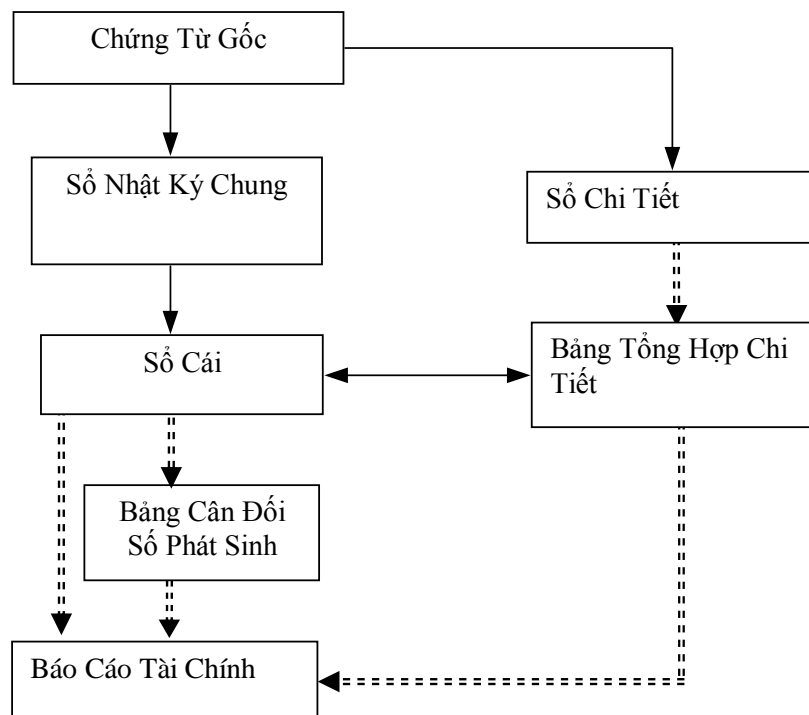 Chứng Từ Gốc
Sổ Nhật Ký Chung
Sổ Chi Tiết
Sổ Cái
Bảng Tổng Hợp Chi
Tiết
Bảng Cân Đối
Số Phát Sinh
Báo Cáo Tài Chính